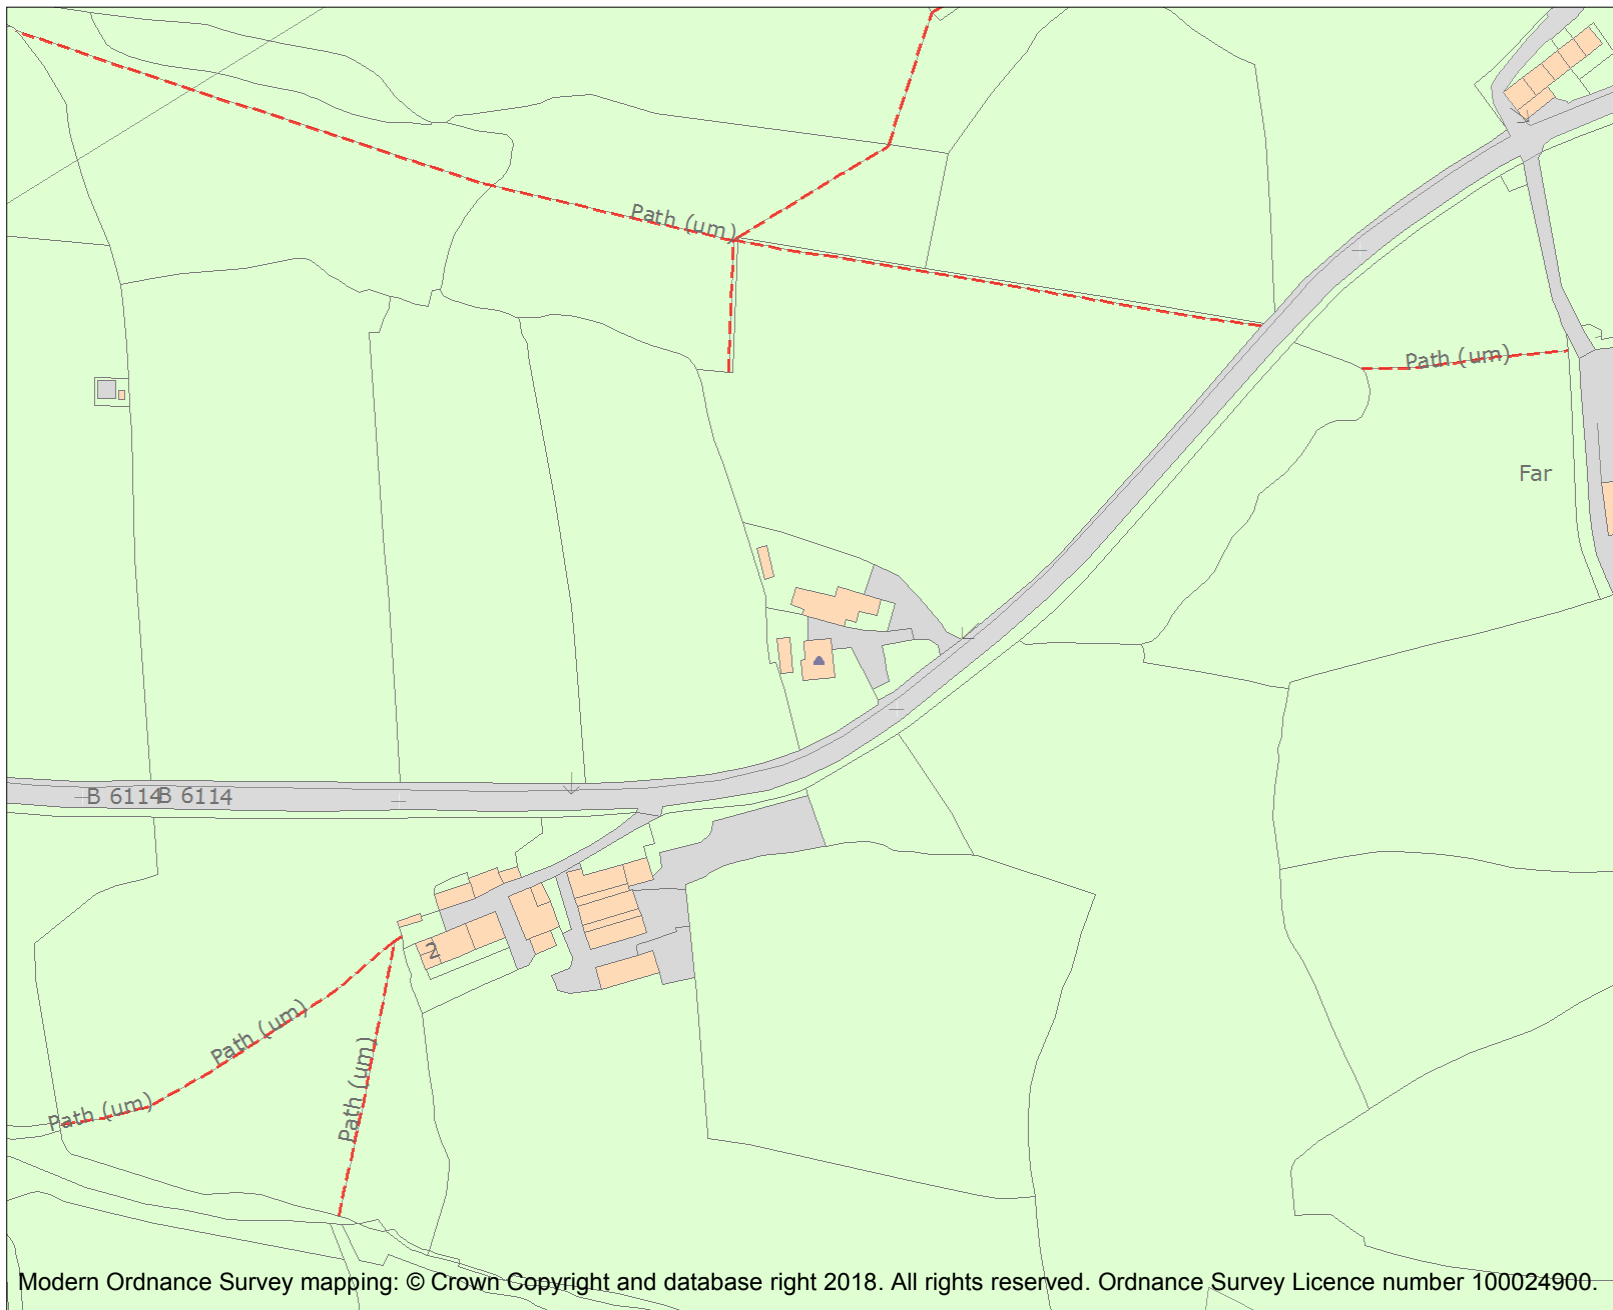 Path (um)
Path (um)
Far
B 6114
B 6114
2
Path (um)
Path (um)
Path (um)
Modern Ordnance Survey mapping: © Crown Copyright and database right 2018. All rights reserved. Ordnance Survey Licence number 100024900.